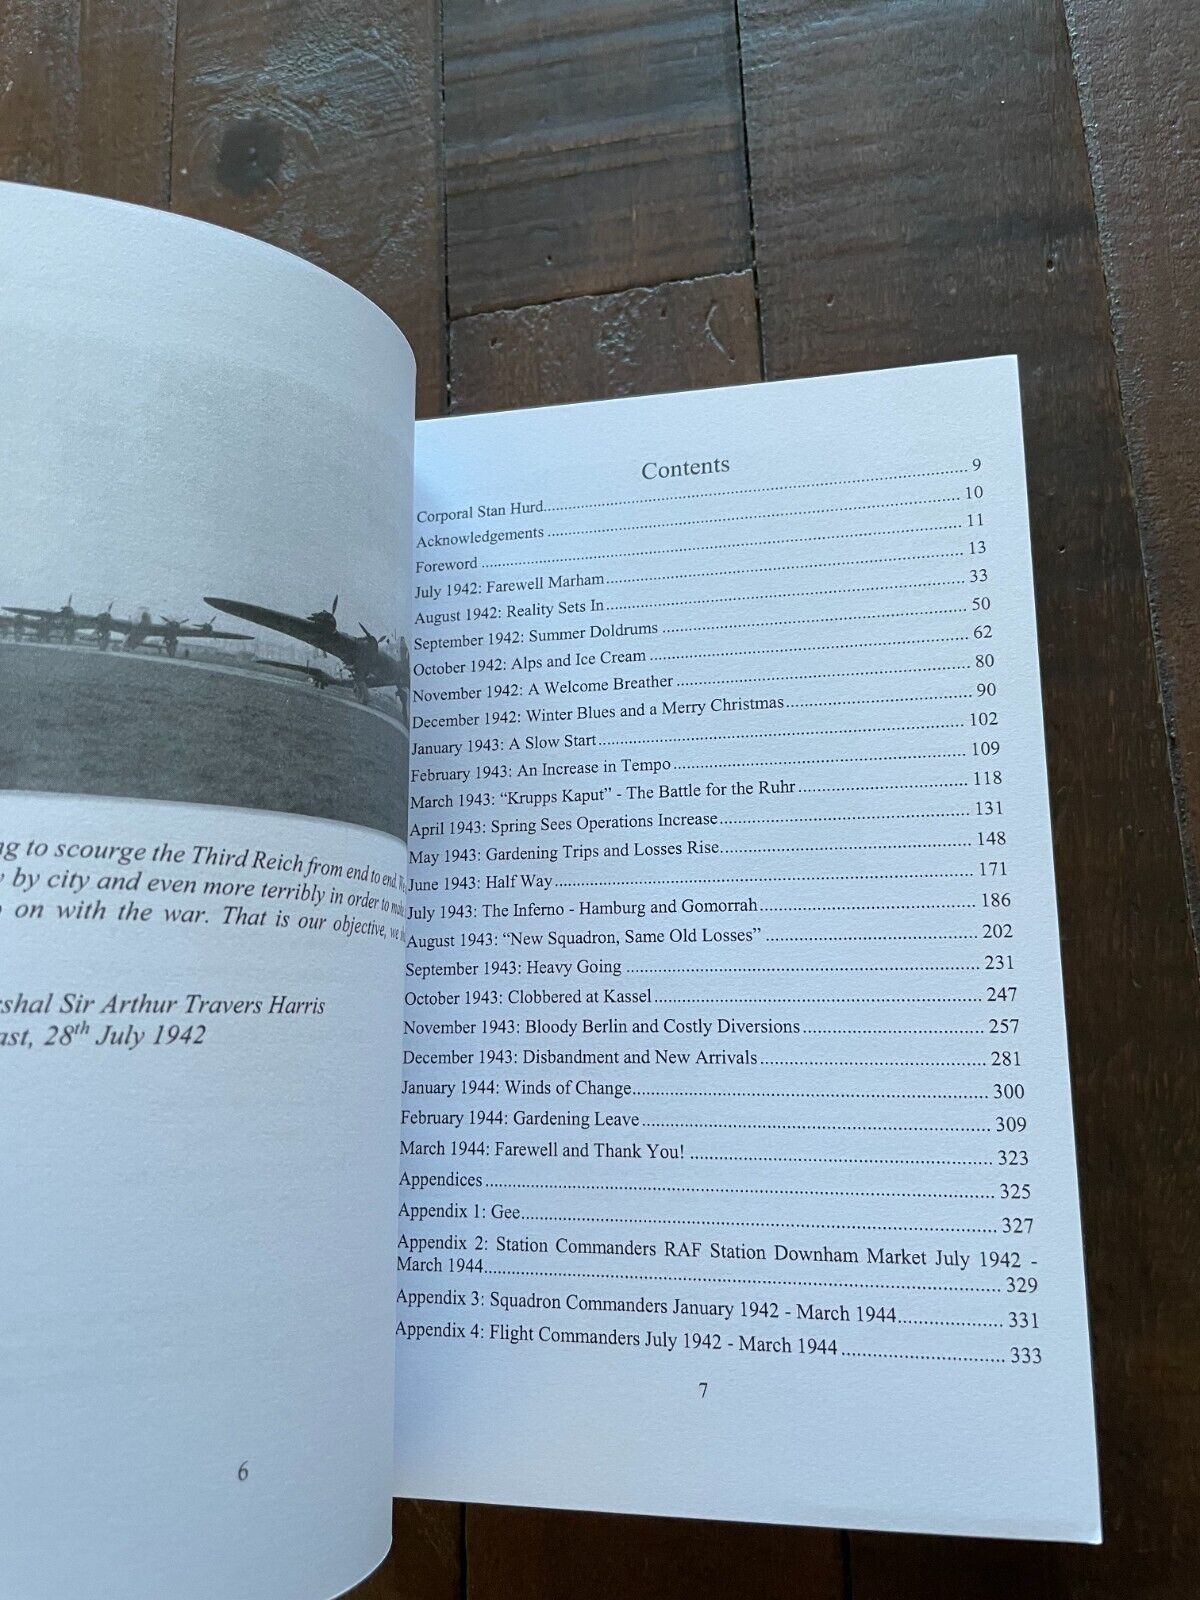 ng to scourge the Third Reich from end to end. We
by city and even more terribly in order to make
on with the war. That is our objective, we
shal Sir Arthur Travers Harris
ast, 28th July 1942
6
Contents
Corporal Stan Hurd........ 9
Acknowledgements ........ 10
Foreword ........ 11
July 1942: Farewell Marham........ 13
August 1942: Reality Sets In........ 33
September 1942: Summer Doldrums ........ 50
October 1942: Alps and Ice Cream ........ 62
November 1942: A Welcome Breather ........ 80
December 1942: Winter Blues and a Merry Christmas........ 90
January 1943: A Slow Start........ 102
February 1943: An Increase in Tempo ........ 109
March 1943: “Krupps Kaput” - The Battle for the Ruhr ........ 118
April 1943: Spring Sees Operations Increase........ 131
May 1943: Gardening Trips and Losses Rise........ 148
June 1943: Half Way ........ 171
July 1943: The Inferno - Hamburg and Gomorrah........ 186
August 1943: “New Squadron, Same Old Losses” ........ 202
September 1943: Heavy Going ........ 231
October 1943: Clobbered at Kassel........ 247
November 1943: Bloody Berlin and Costly Diversions........ 257
December 1943: Disbandment and New Arrivals........ 281
January 1944: Winds of Change........ 300
February 1944: Gardening Leave ........ 309
March 1944: Farewell and Thank You! ........ 323
Appendices ........ 325
Appendix 1: Gee........ 327
Appendix 2: Station Commanders RAF Station Downham Market July 1942 -
March 1944........ 329
Appendix 3: Squadron Commanders January 1942 - March 1944........ 331
Appendix 4: Flight Commanders July 1942 - March 1944 ........ 333
7